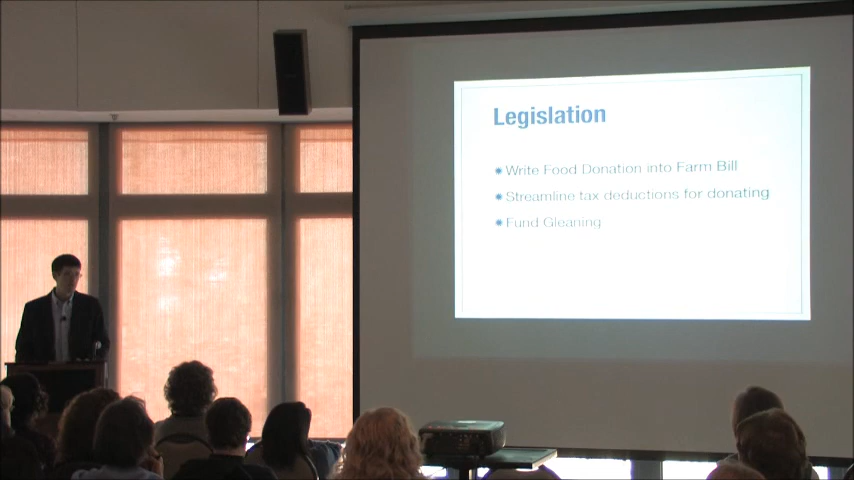 Legislation
Write Food Donation into Farm Bill
Streamline tax deductions for donating
Fund Gleaning